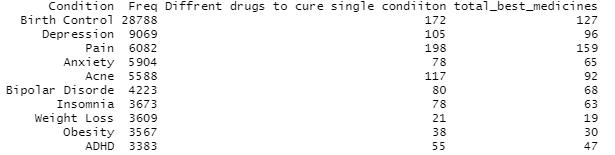 Condition Freq Diffrent drugs to cure single condiiton total_best_medicines
Birth Control 28788 172 127
Depression 9069 105 96
Pain 6082 198 159
Anxiety 5904 78 65
Acne 5588 117 92
Bipolar Disorde 4223 80 68
Insomnia 3673 78 63
Weight Loss 3609 21 19
Obesity 3567 38 30
ADHD 3383 55 47